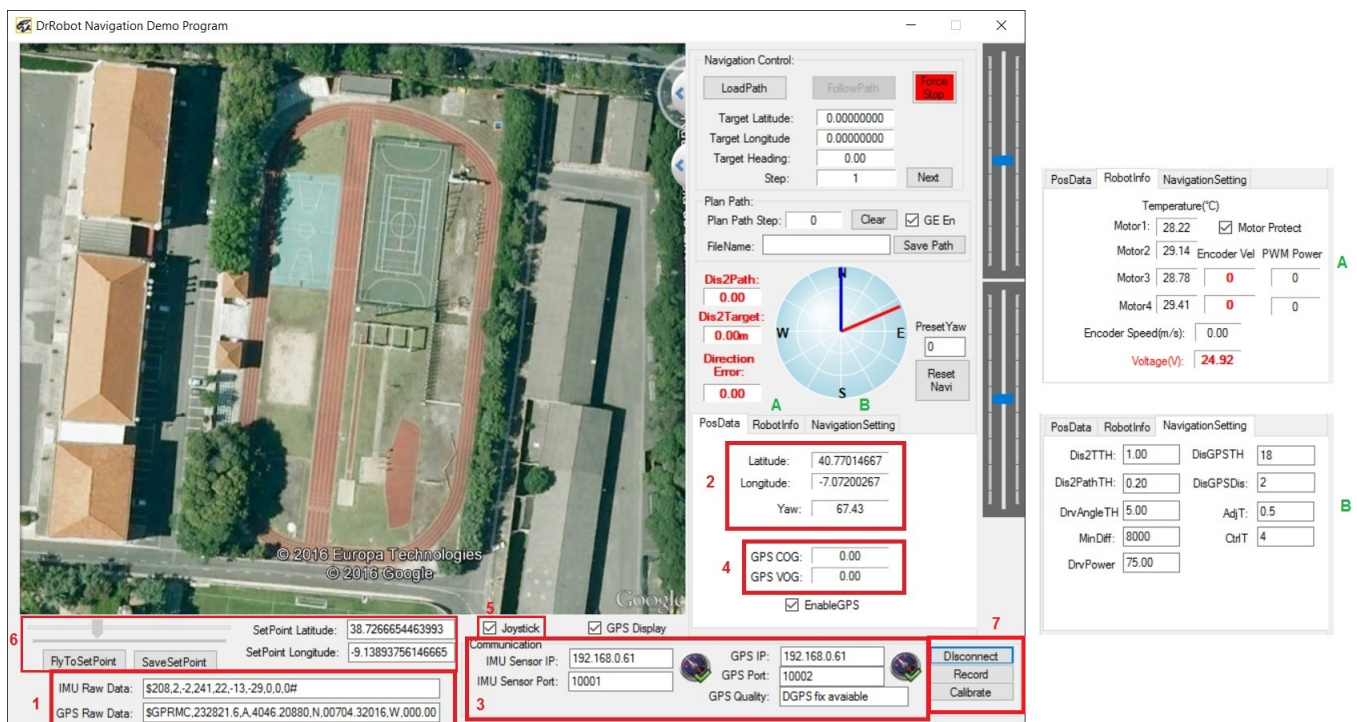 DrRobot Navigation Demo Program
Navigation Control:
LoadPath
FollowPath
Force Stop
Target Latitude: 0.00000000
Target Longitude 0.00000000
Target Heading: 0.00
Step: 1 Next
Plan Path:
Plan Path Step: 0 Clear GE En
FileName: Save Path
Dis2Path:
0.00
Dis2Target:
0.00m
Direction Error:
0.00
N
W
E
S
PresetYaw
0
Reset Navi
A B
PosData RobotInfo NavigationSetting
2
Latitude: 40.77014667
Longitude: -7.07200267
Yaw: 67.43
4
GPS COG: 0.00
GPS VOG: 0.00
EnableGPS
© 2016 Europa Technologies
© 2016 Google
Google
6
SetPoint Latitude: 38.7266654463993
SetPoint Longitude: -9.13893756146665
FlyToSetPoint SaveSetPoint
1
IMU Raw Data: $208,2,-2,241,22,-13,-29,0,0,0#
GPS Raw Data: $GPRMC,232821.6,A,4046.20880,N,00704.32016,W,000.00
5
Joystick
GPS Display
Communication
IMU Sensor IP: 192.168.0.61
IMU Sensor Port: 10001
3
GPS IP: 192.168.0.61
GPS Port: 10002
GPS Quality: DGPS fix avaiable
7
DIsconnect
Record
Calibrate
PosData RobotInfo NavigationSetting
Temperature(°C)
Motor1: 28.22 Motor Protect
Motor2 29.14 Encoder Vel PWM Power
Motor3 28.78 0 0
Motor4 29.41 0 0
Encoder Speed(m/s): 0.00
Voltage(V): 24.92
A
PosData RobotInfo NavigationSetting
Dis2TTH: 1.00 DisGPSTH 18
Dis2PathTH: 0.20 DisGPSDis: 2
DrvAngleTH 5.00 AdjT: 0.5
MinDiff: 8000 CtrlT 4
DrvPower 75.00
B